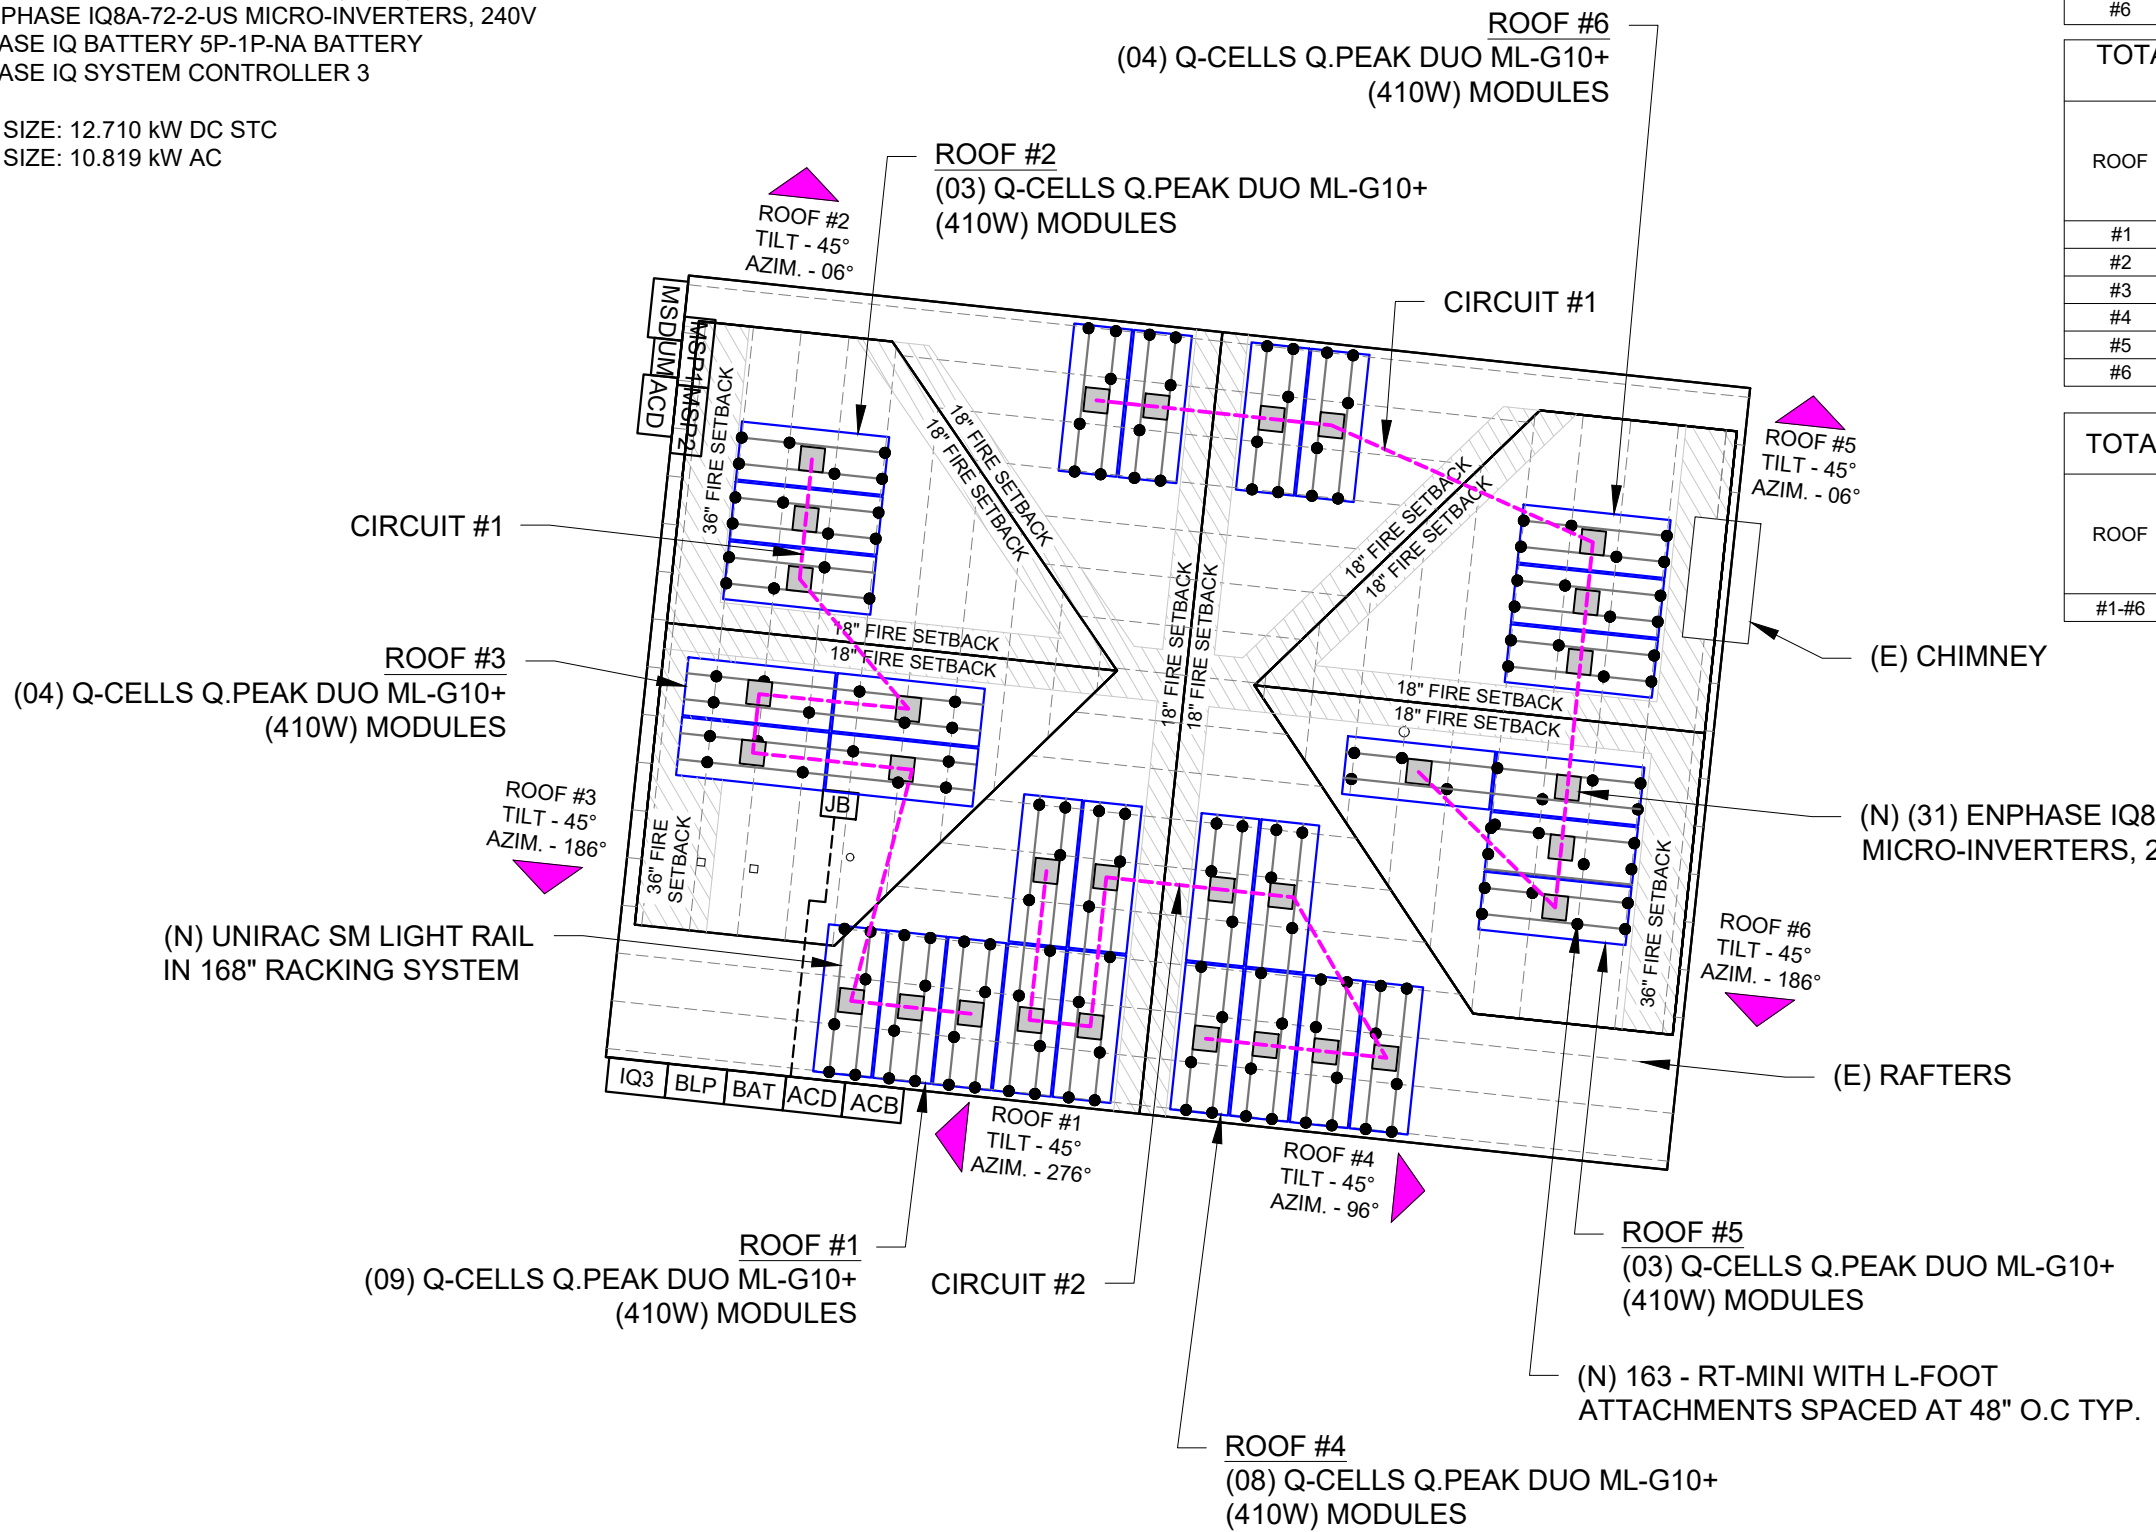 PHASE IQ8A-72-2-US MICRO-INVERTERS, 240V
ASE IQ BATTERY 5P-1P-NA BATTERY
ASE IQ SYSTEM CONTROLLER 3
SIZE: 12.710 kW DC STC
SIZE: 10.819 kW AC
ROOF #6
(04) Q-CELLS Q.PEAK DUO ML-G10+
(410W) MODULES
ROOF #2
(03) Q-CELLS Q.PEAK DUO ML-G10+
(410W) MODULES
ROOF #2
TILT - 45°
AZIM. - 06°
CIRCUIT #1
MSD
UM
ACD
MSP1
MSP2
36" FIRE SETBACK
18" FIRE SETBACK
18" FIRE SETBACK
18" FIRE SETBACK
18" FIRE SETBACK
ROOF #5
TILT - 45°
AZIM. - 06°
CIRCUIT #1
18" FIRE SETBACK
18" FIRE SETBACK
18" FIRE SETBACK
18" FIRE SETBACK
18" FIRE SETBACK
18" FIRE SETBACK
(E) CHIMNEY
ROOF #3
(04) Q-CELLS Q.PEAK DUO ML-G10+
(410W) MODULES
ROOF #3
TILT - 45°
AZIM. - 186°
JB
36" FIRE
SETBACK
(N) (31) ENPHASE IQ8
MICRO-INVERTERS, 2
36" FIRE SETBACK
ROOF #6
TILT - 45°
AZIM. - 186°
(N) UNIRAC SM LIGHT RAIL
IN 168" RACKING SYSTEM
(E) RAFTERS
IQ3
BLP
BAT
ACD
ACB
ROOF #1
TILT - 45°
AZIM. - 276°
ROOF #4
TILT - 45°
AZIM. - 96°
ROOF #1
(09) Q-CELLS Q.PEAK DUO ML-G10+
(410W) MODULES
CIRCUIT #2
ROOF #5
(03) Q-CELLS Q.PEAK DUO ML-G10+
(410W) MODULES
(N) 163 - RT-MINI WITH L-FOOT
ATTACHMENTS SPACED AT 48" O.C TYP.
ROOF #4
(08) Q-CELLS Q.PEAK DUO ML-G10+
(410W) MODULES
#6
TOTA
ROOF
#1
#2
#3
#4
#5
#6
TOTA
ROOF
#1-#6